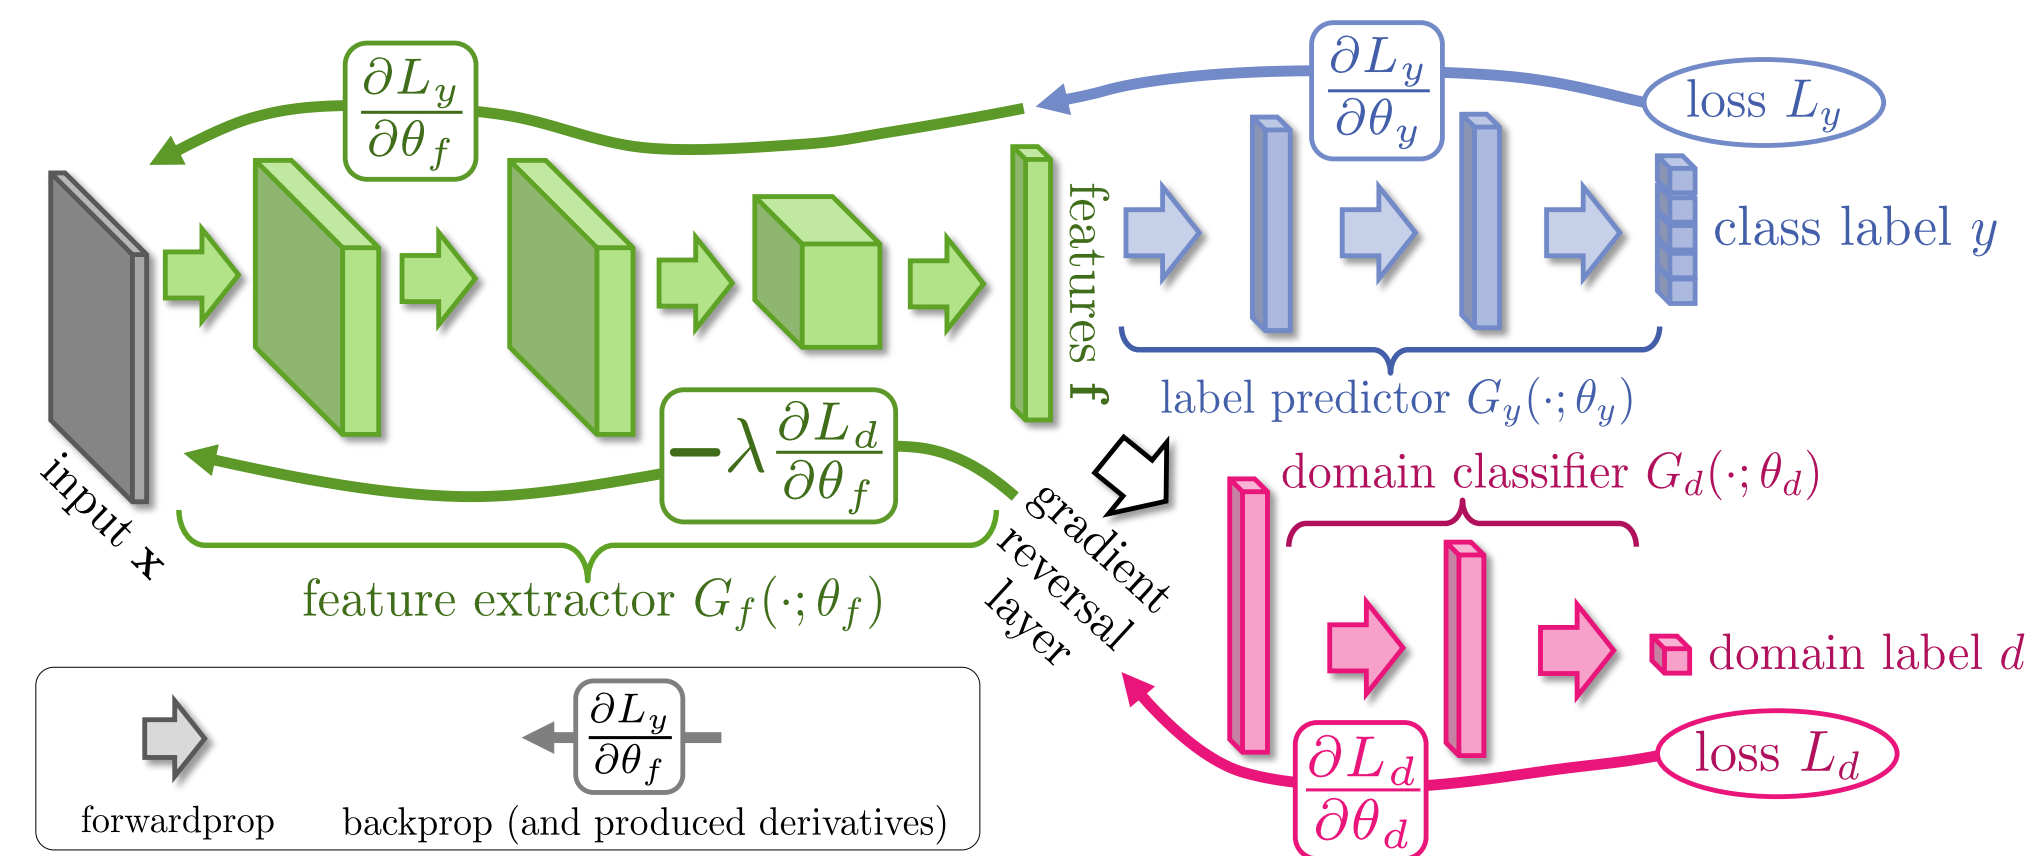 ∂L_y
∂θ_f
∂L_y
∂θ_y
loss L_y
features f
class label y
label predictor G_y(·; θ_y)
−λ ∂L_d
∂θ_f
input x
feature extractor G_f(·; θ_f)
gradient
reversal
layer
domain classifier G_d(·; θ_d)
domain label d
loss L_d
∂L_d
∂θ_d
∂L_y
∂θ_f
forwardprop
backprop (and produced derivatives)